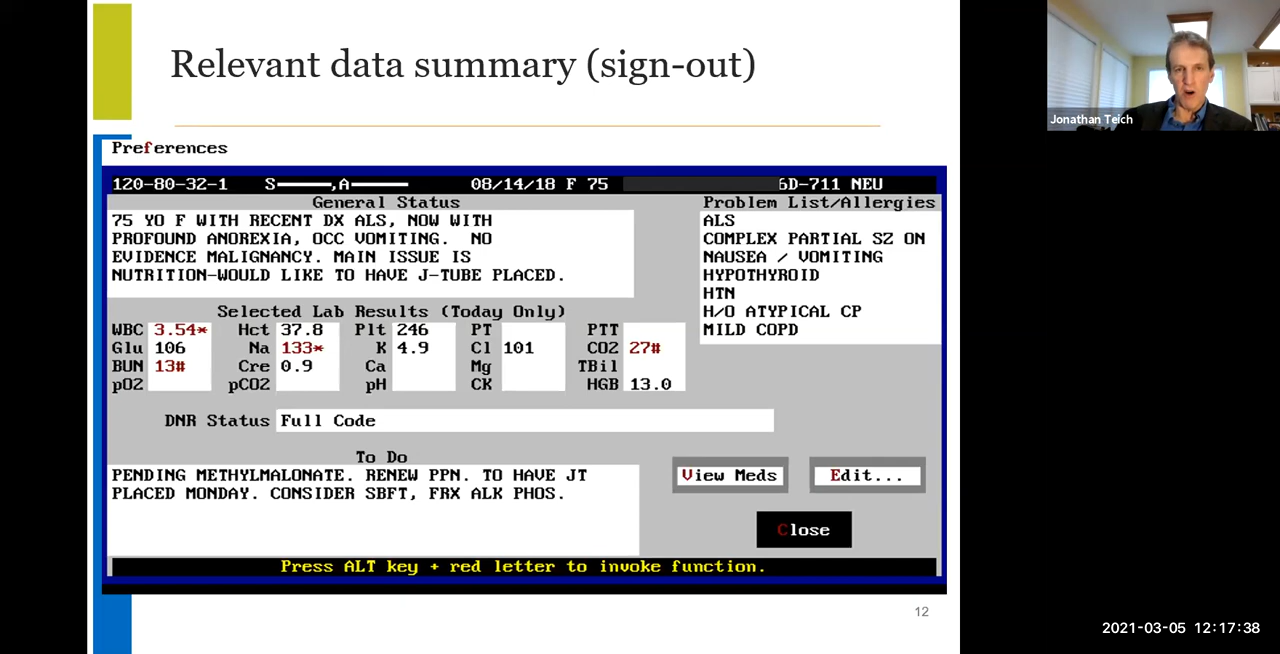 Relevant data summary (sign-out)
Jonathan Teich
Preferences
120-80-32-1 S ,A 08/14/18 F 75 6D-711 NEU
General Status
75 YO F WITH RECENT DX ALS, NOW WITH
PROFOUND ANOREXIA, OCC VOMITING. NO
EVIDENCE MALIGNANCY. MAIN ISSUE IS
NUTRITION-WOULD LIKE TO HAVE J-TUBE PLACED.
Problem List/Allergies
ALS
COMPLEX PARTIAL SZ ON
NAUSEA / VOMITING
HYPOTHYROID
HTN
H/O ATYPICAL CP
MILD COPD
Selected Lab Results (Today Only)
WBC 3.54* Hct 37.8 Plt 246 PT PTT
Glu 106 Na 133* K 4.9 Cl 101 CO2 27#
BUN 13# Cre 0.9 Ca Mg TBil
pO2 pCO2 pH CK HGB 13.0
DNR Status Full Code
To Do
PENDING METHYLMALONATE. RENEW PPN. TO HAVE JT
PLACED MONDAY. CONSIDER SBFT, FRX ALK PHOS.
View Meds Edit...
Close
Press ALT key + red letter to invoke function.
12
2021-03-05 12:17:38